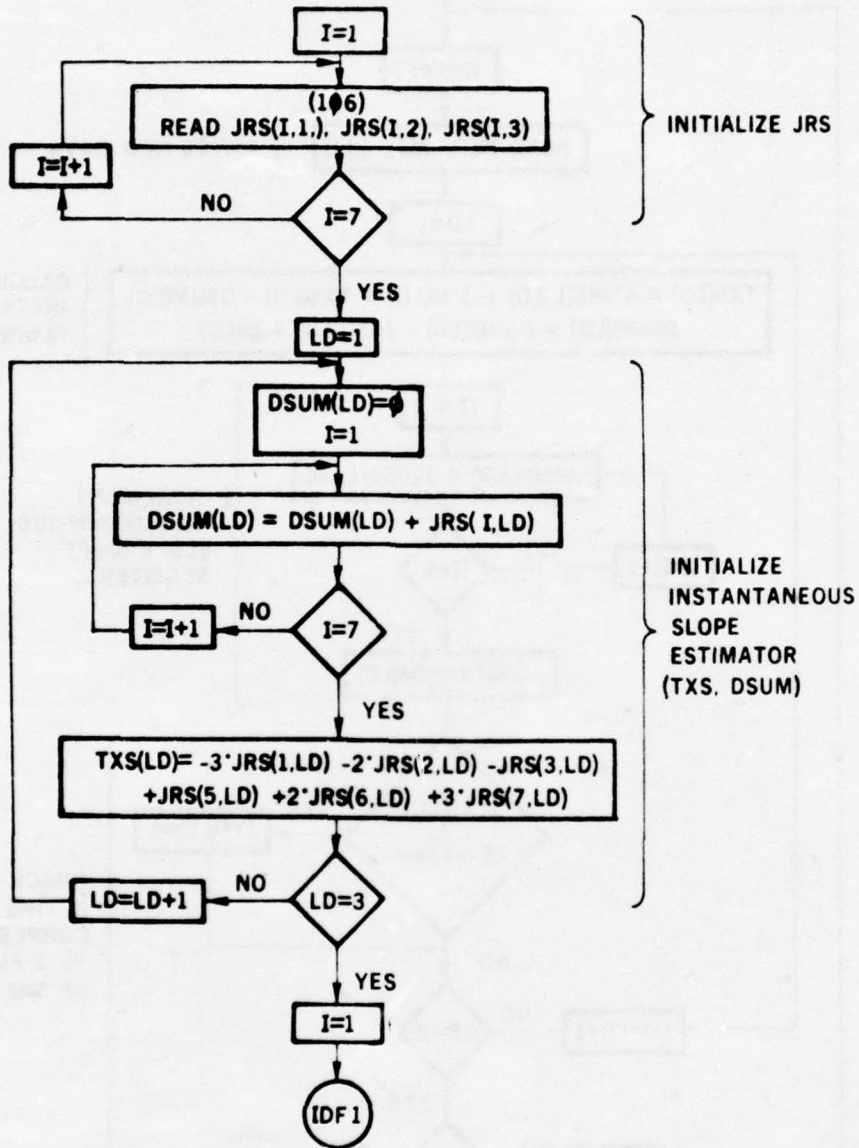 I=1
(1φ6)
READ JRS(I,1,), JRS(I,2), JRS(I,3)
INITIALIZE JRS
I=I+1
NO
I=7
YES
LD=1
DSUM(LD)=φ
I=1
DSUM(LD) = DSUM(LD) + JRS( I,LD)
I=I+1
NO
I=7
INITIALIZE
INSTANTANEOUS
SLOPE
ESTIMATOR
(TXS, DSUM)
YES
TXS(LD)= -3*JRS(1,LD) -2*JRS(2,LD) -JRS(3,LD)
+JRS(5,LD) +2*JRS(6,LD) +3*JRS(7,LD)
LD=LD+1
NO
LD=3
YES
I=1
IDF 1